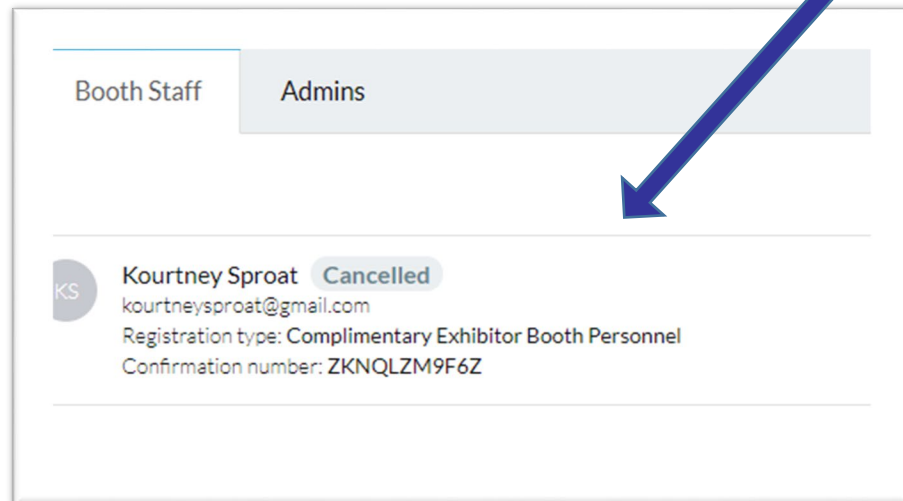 Booth Staff Admins
KS
Kourtney Sproat Cancelled
kourtneysproat@gmail.com
Registration type: Complimentary Exhibitor Booth Personnel
Confirmation number: ZKNQLZM9F6Z